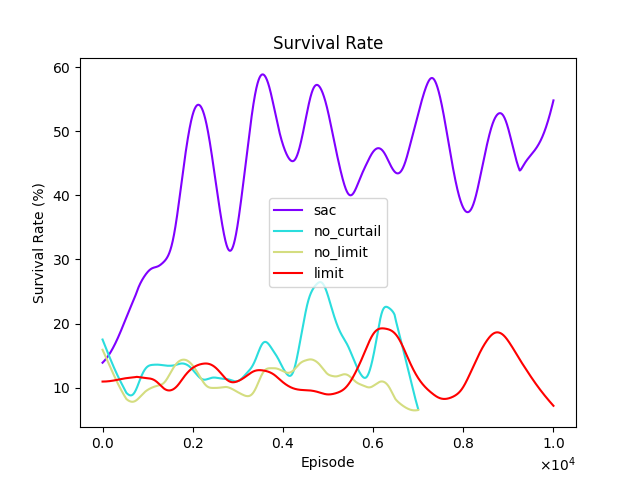 Survival Rate
Survival Rate (%)
60
50
40
30
20
10
sac
no_curtail
no_limit
limit
0.0 0.2 0.4 0.6 0.8 1.0
Episode
×10⁴